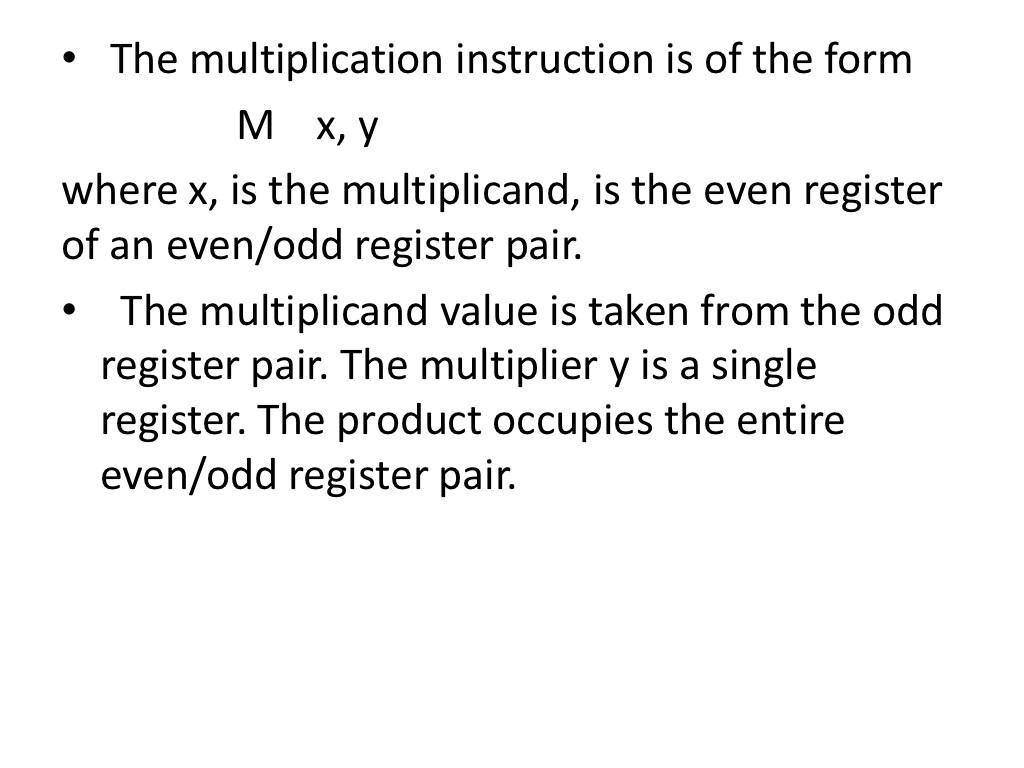 • The multiplication instruction is of the form
M x, y
where x, is the multiplicand, is the even register
of an even/odd register pair.
• The multiplicand value is taken from the odd
register pair. The multiplier y is a single
register. The product occupies the entire
even/odd register pair.